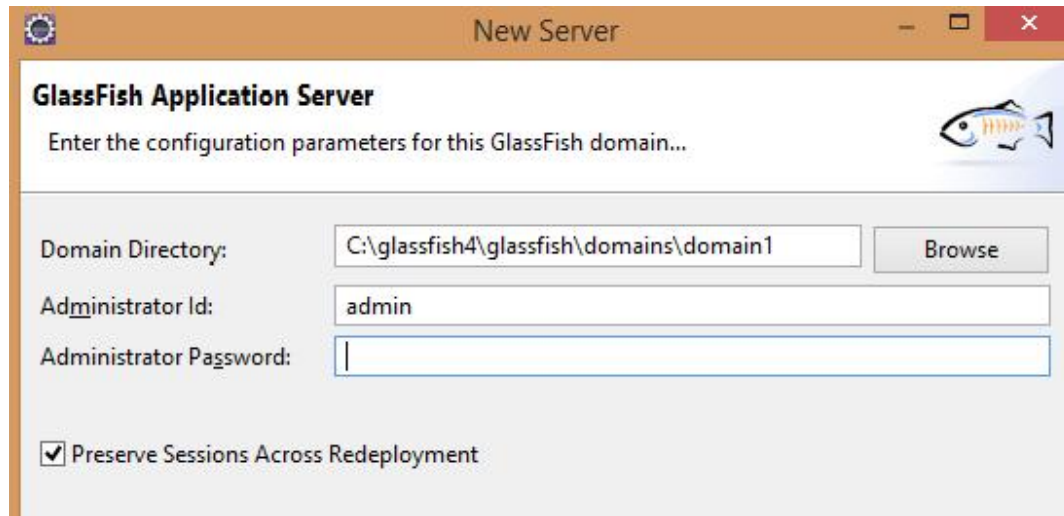 New Server
GlassFish Application Server
Enter the configuration parameters for this GlassFish domain...
Domain Directory: C:\glassfish4\glassfish\domains\domain1 Browse
Administrator Id: admin
Administrator Password:
Preserve Sessions Across Redeployment